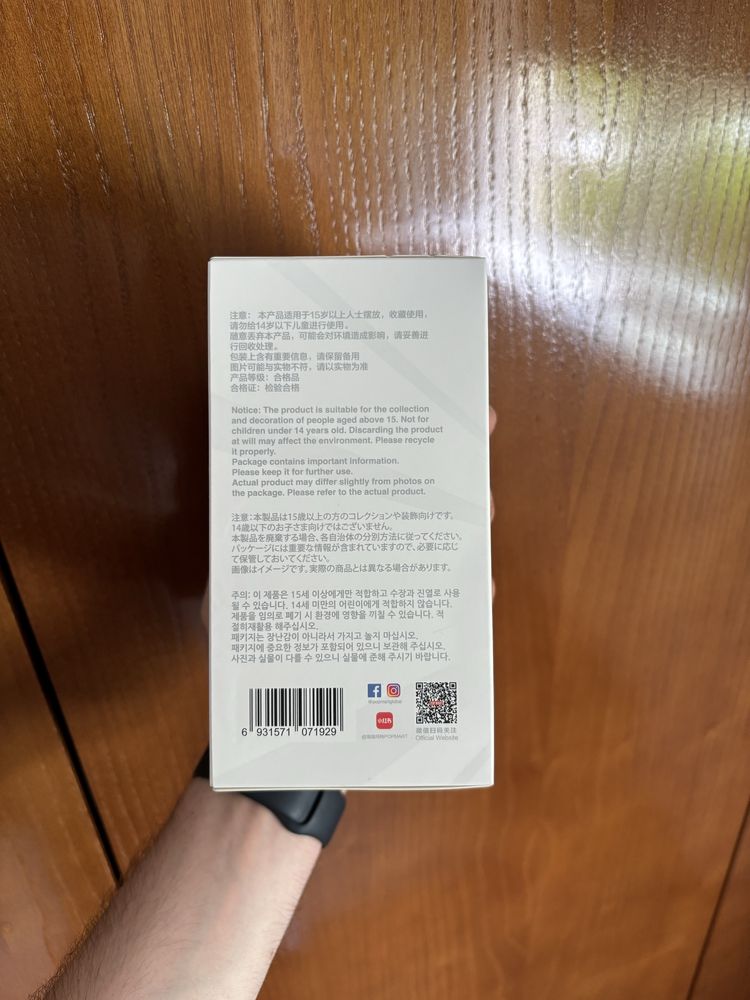 注意： 本产品适用于15岁以上人士摆放，收藏使用，
请勿给14岁以下儿童进行使用。
随意丢弃本产品，可能会对环境造成影响，请妥善进
行回收处理。
包装上含有重要信息，请保留备用
图片可能与实物不符，请以实物为准
产品等级：合格品
合格证：检验合格
Notice: The product is suitable for the collection
and decoration of people aged above 15. Not for
children under 14 years old. Discarding the product
at will may affect the environment. Please recycle
it properly.
Package contains important information.
Please keep it for further use.
Actual product may differ slightly from photos on
the package. Please refer to the actual product.
注意：本製品は15歳以上の方のコレクションや装飾向けです。
14歳以下のお子さま向けではございません。
本製品を廃棄する場合、各自治体の分別方法に従ってください。
パッケージには重要な情報が含まれていますので、必要に応じ
て保管しておいてください。
画像はイメージです。実際の商品とは異なる場合があります。
주의: 이 제품은 15세 이상에게만 적합하고 수장과 진열로 사용
될 수 있습니다. 14세 미만의 어린이에게 적합하지 않습니다.
제품을 임의로 폐기 시 환경에 영향을 끼칠 수 있습니다. 적
절히재활용 해주십시오.
패키지는 장난감이 아니라서 가지고 놀지 마십시오.
패키지에 중요한 정보가 포함되어 있으니 보관해 주십시오.
사진과 실물이 다를 수 있으니 실물에 준해 주시기 바랍니다.
6 931571 071929
@popmartglobal
小红书
@泡泡玛特POPMART
微信扫码关注
Official Website